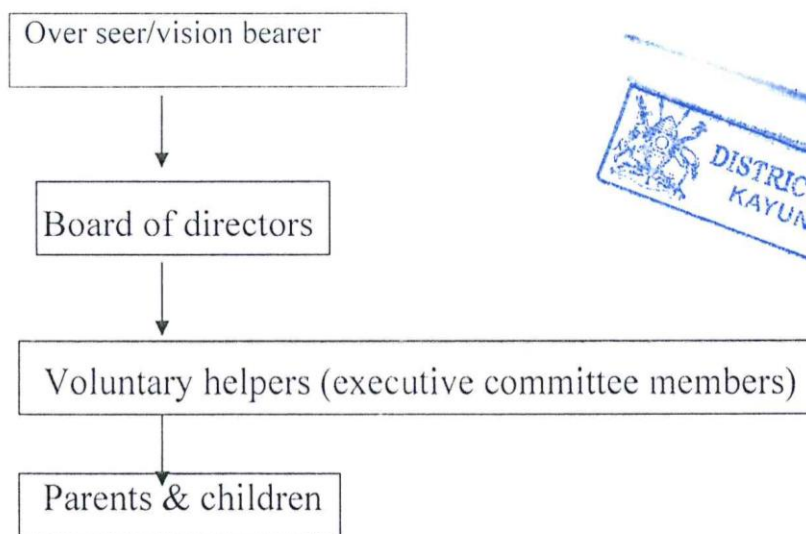 Over seer/vision bearer
DISTRIC
KAYUN
Board of directors
Voluntary helpers (executive committee members)
Parents & children